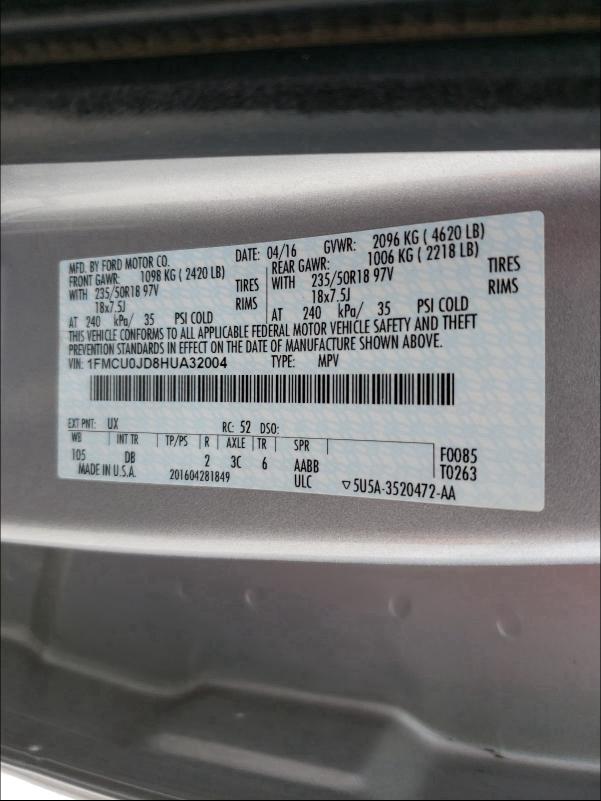 MFD. BY FORD MOTOR CO.
DATE: 04/16 GVWR: 2096 KG ( 4620 LB)
FRONT GAWR: 1098 KG ( 2420 LB) REAR GAWR: 1006 KG ( 2218 LB)
WITH 235/50R18 97V TIRES WITH 235/50R18 97V TIRES
18x7.5J RIMS 18x7.5J RIMS
AT 240 kPa/ 35 PSI COLD AT 240 kPa/ 35 PSI COLD
THIS VEHICLE CONFORMS TO ALL APPLICABLE FEDERAL MOTOR VEHICLE SAFETY AND THEFT
PREVENTION STANDARDS IN EFFECT ON THE DATE OF MANUFACTURE SHOWN ABOVE.
VIN: 1FMCU0JD8HUA32004 TYPE: MPV
EXT PNT: UX RC: 52 DSO:
WB INT TR TP/PS R AXLE TR SPR
105 DB 2 3C 6 AABB F0085
MADE IN U.S.A. 201604281849 ULC T0263
▽5U5A-3520472-AA